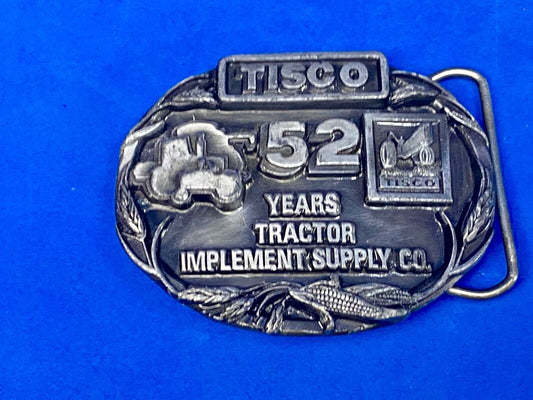 TISCO
52
TISCO
YEARS
TRACTOR
IMPLEMENT SUPPLY CO.